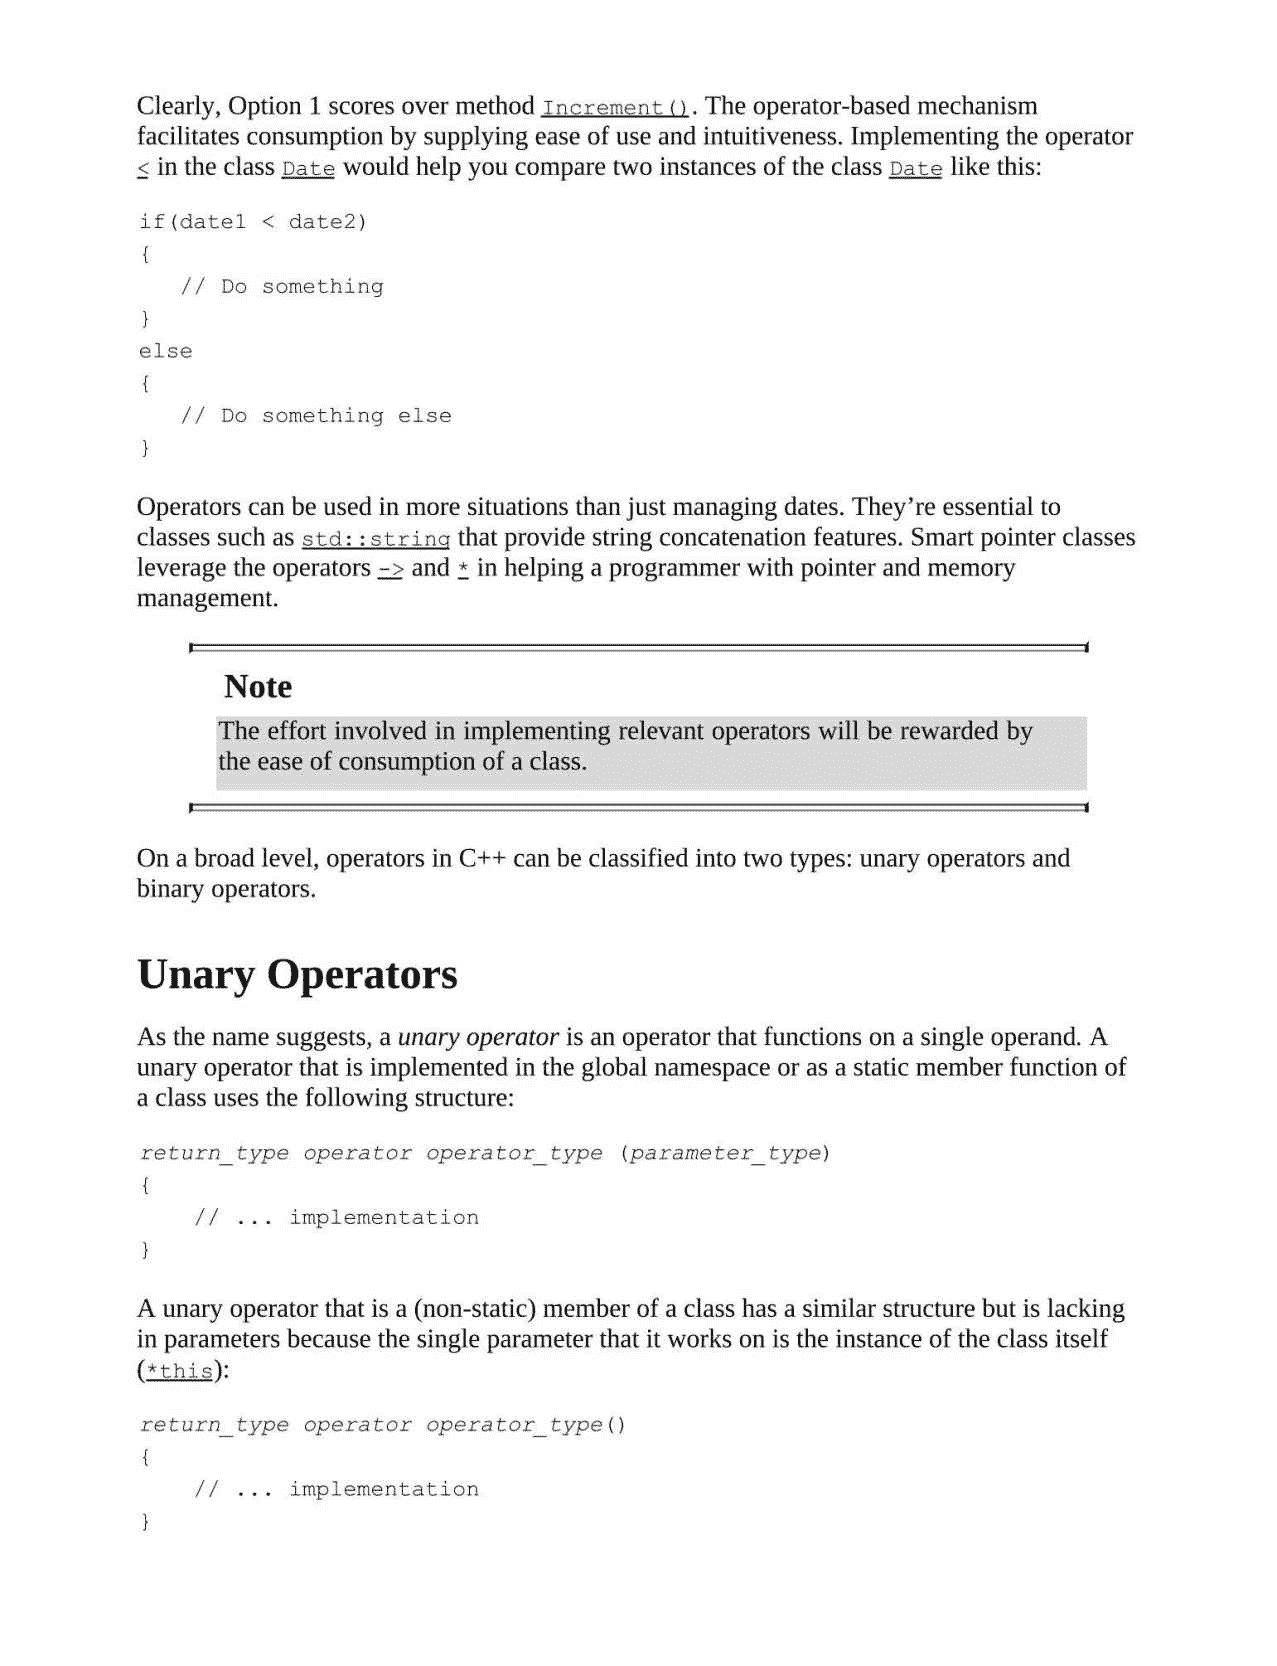 Clearly, Option 1 scores over method Increment(). The operator-based mechanism
facilitates consumption by supplying ease of use and intuitiveness. Implementing the operator
< in the class Date would help you compare two instances of the class Date like this:
if(date1 < date2)
{
   // Do something
}
else
{
   // Do something else
}
Operators can be used in more situations than just managing dates. They’re essential to
classes such as std::string that provide string concatenation features. Smart pointer classes
leverage the operators -> and * in helping a programmer with pointer and memory
management.
Note
The effort involved in implementing relevant operators will be rewarded by
the ease of consumption of a class.
On a broad level, operators in C++ can be classified into two types: unary operators and
binary operators.
Unary Operators
As the name suggests, a unary operator is an operator that functions on a single operand. A
unary operator that is implemented in the global namespace or as a static member function of
a class uses the following structure:
return_type operator operator_type (parameter_type)
{
    // ... implementation
}
A unary operator that is a (non-static) member of a class has a similar structure but is lacking
in parameters because the single parameter that it works on is the instance of the class itself
(*this):
return_type operator operator_type()
{
    // ... implementation
}